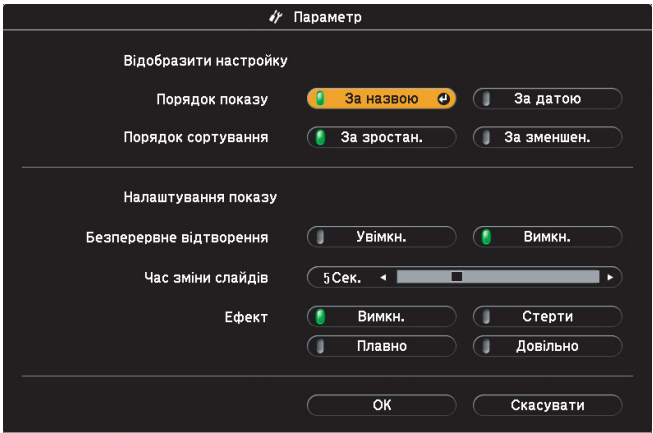 Параметр
Відобразити настройку
Порядок показу За назвою За датою
Порядок сортування За зростан. За зменшен.
Налаштування показу
Безперервне відтворення Увімкн. Вимкн.
Час зміни слайдів 5Сек.
Ефект Вимкн. Стерти
Плавно Довільно
ОК Скасувати